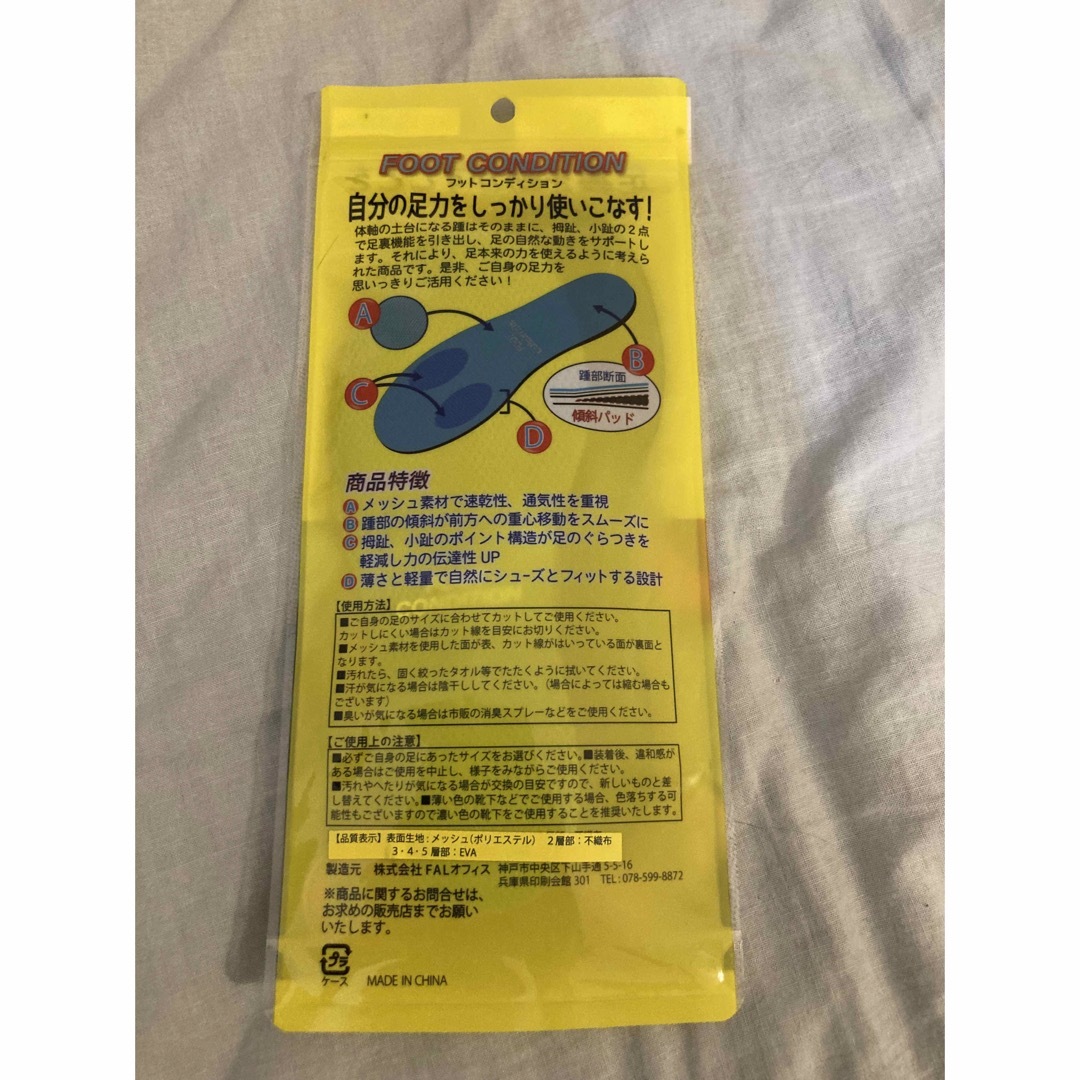 FOOT CONDITION
フットコンディション
自分の足力をしっかり使いこなす!
体軸の土台になる踵はそのままに、拇趾、小趾の2点
で足裏機能を引き出し、足の自然な動きをサポートし
ます。それにより、足本来の力を使えるように考えら
れた商品です。是非、ご自身の足力を
思いっきりご活用ください!
A
B
踵部断面
C
傾斜パッド
D
商品特徴
A メッシュ素材で速乾性、通気性を重視
B 踵部の傾斜が前方への重心移動をスムーズに
C 拇趾、小趾のポイント構造が足のぐらつきを
軽減し力の伝達性 UP
D 薄さと軽量で自然にシューズとフィットする設計
【使用方法】
■ご自身の足のサイズに合わせてカットしてご使用ください。
カットしにくい場合はカット線を目安にお切りください。
■メッシュ素材を使用した面が表、カット線がはいっている面が裏面と
なります。
■汚れたら、固く絞ったタオル等でたたくように拭いてください。
■汗が気になる場合は陰干ししてください。(場合によっては縮む場合も
ございます)
■臭いが気になる場合は市販の消臭スプレーなどをご使用ください。
【ご使用上の注意】
■必ずご自身の足にあったサイズをお選びください。■装着後、違和感が
ある場合はご使用を中止し、様子をみながらご使用ください。
■汚れやへたりが気になる場合が交換の目安ですので、新しいものと差
し替えてください。■薄い色の靴下などでご使用する場合、色落ちする可
能性もございますので濃い色の靴下をご使用することを推奨いたします。
【品質表示】表面生地:メッシュ(ポリエステル) 2層部:不織布
3・4・5層部:EVA
製造元 株式会社FALオフィス 神戸市中央区下山手通5-5-16
兵庫県印刷会館301 TEL:078-599-8872
※商品に関するお問合せは、
お求めの販売店までお願い
いたします。
プラ
ケース MADE IN CHINA